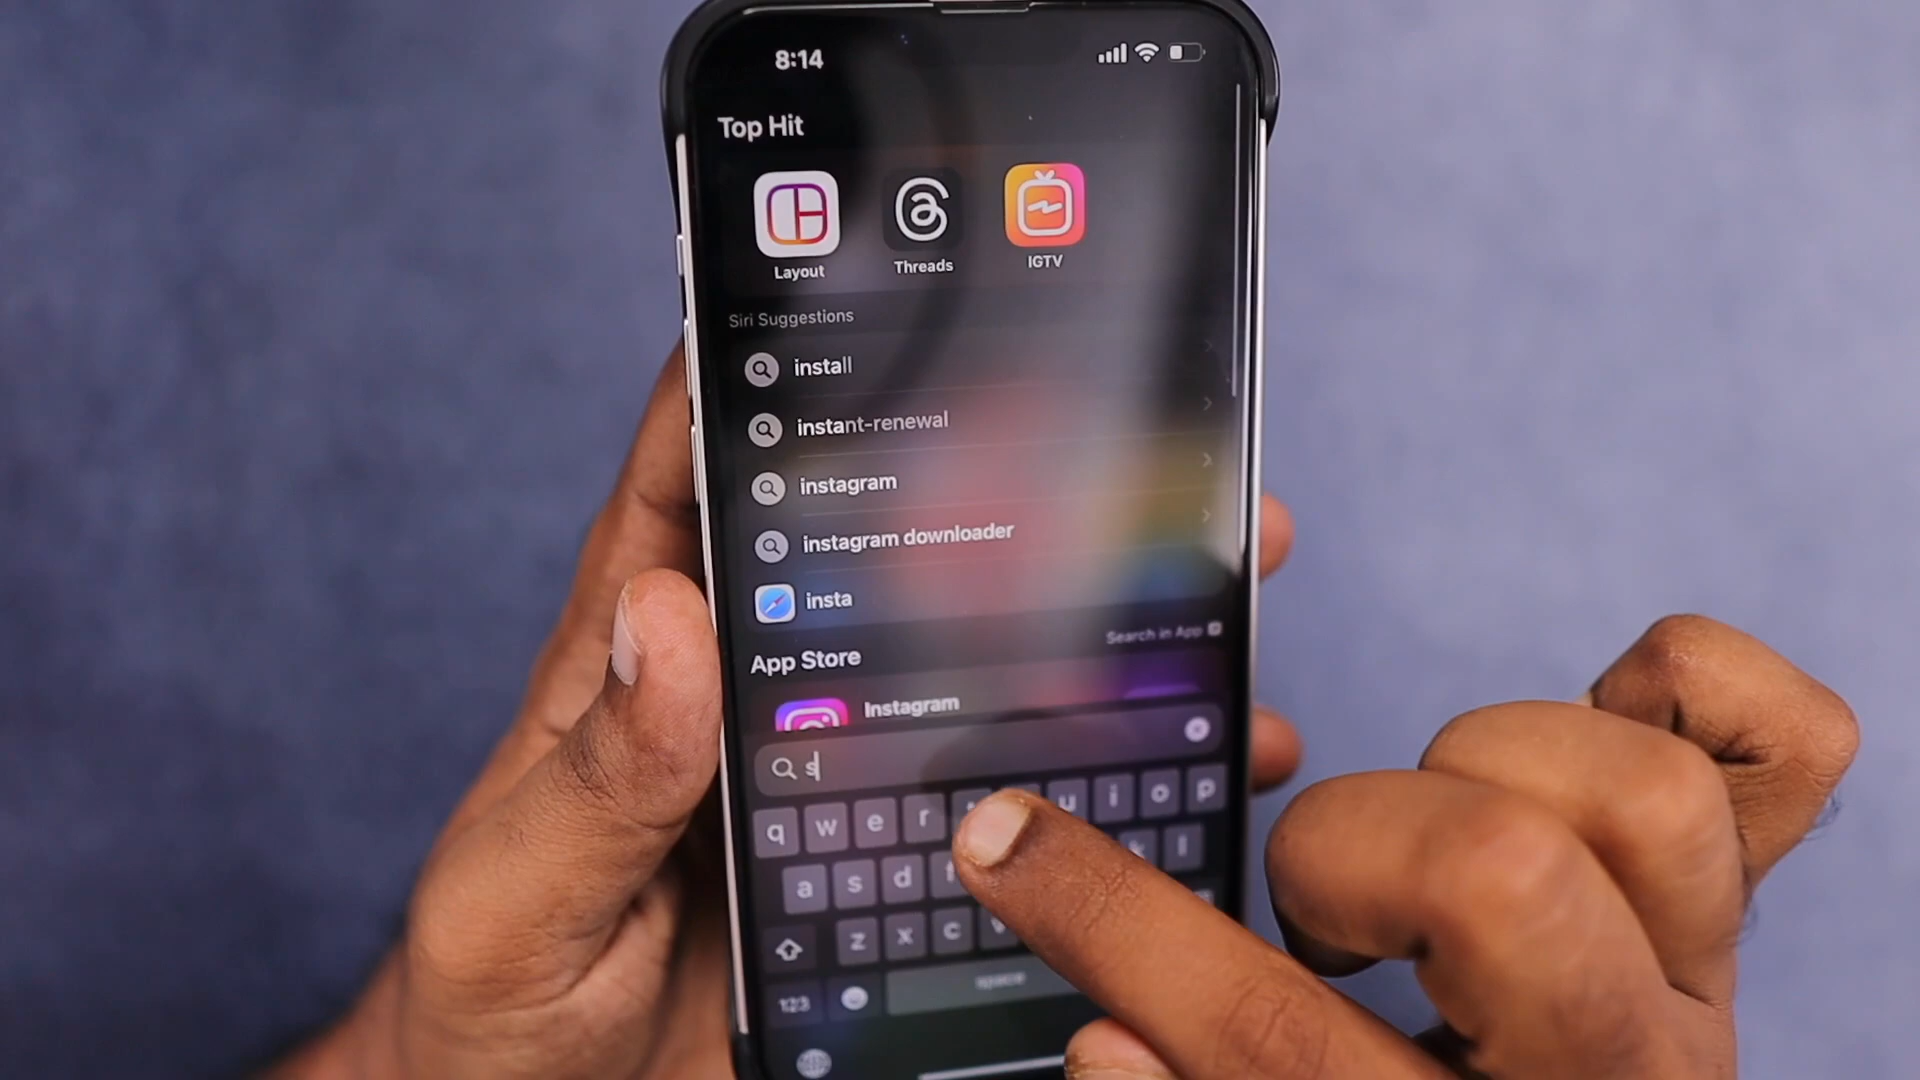 8:14
Top Hit
Layout Threads IGTV
Siri Suggestions
install
instant-renewal
instagram
instagram downloader
insta
Search in App
App Store
Instagram
s
q w e r u i o p
a s d f k l
z x c v
123 space